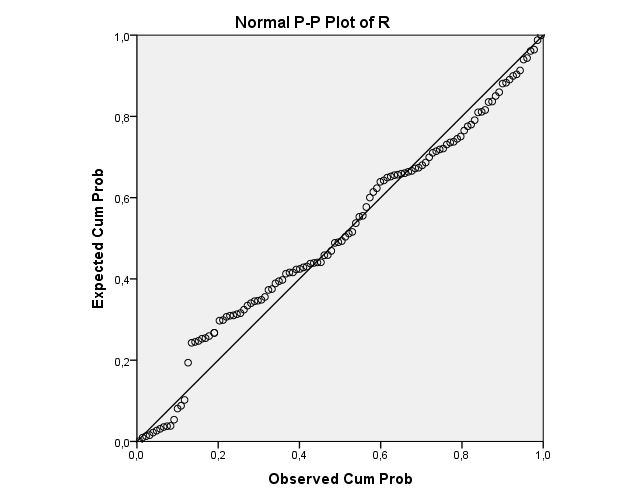 Normal P-P Plot of R
1,0
0,8
0,6
0,4
0,2
0,0
Expected Cum Prob
0,0 0,2 0,4 0,6 0,8 1,0
Observed Cum Prob